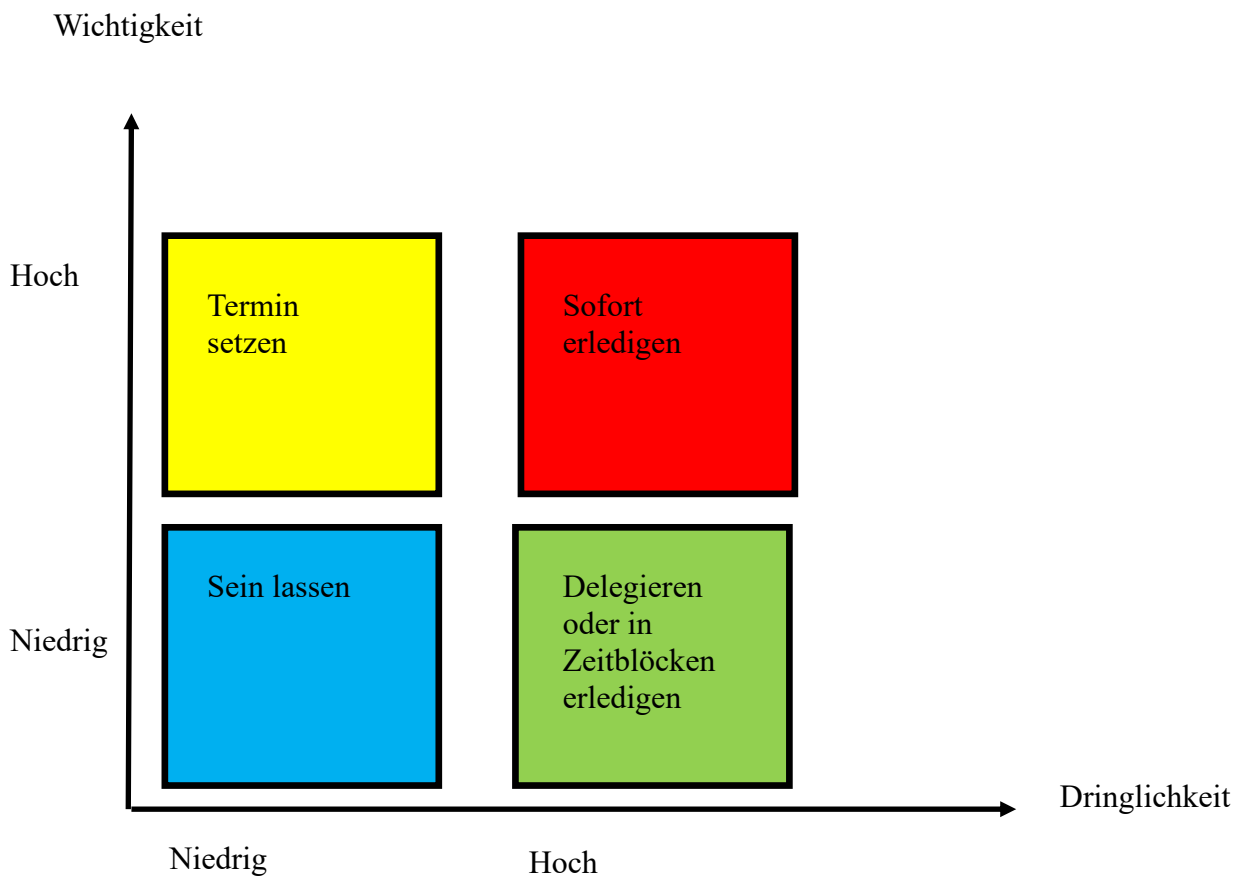 Wichtigkeit
Hoch
Termin
setzen
Sofort
erledigen
Niedrig
Sein lassen
Delegieren
oder in
Zeitblöcken
erledigen
Dringlichkeit
Niedrig
Hoch